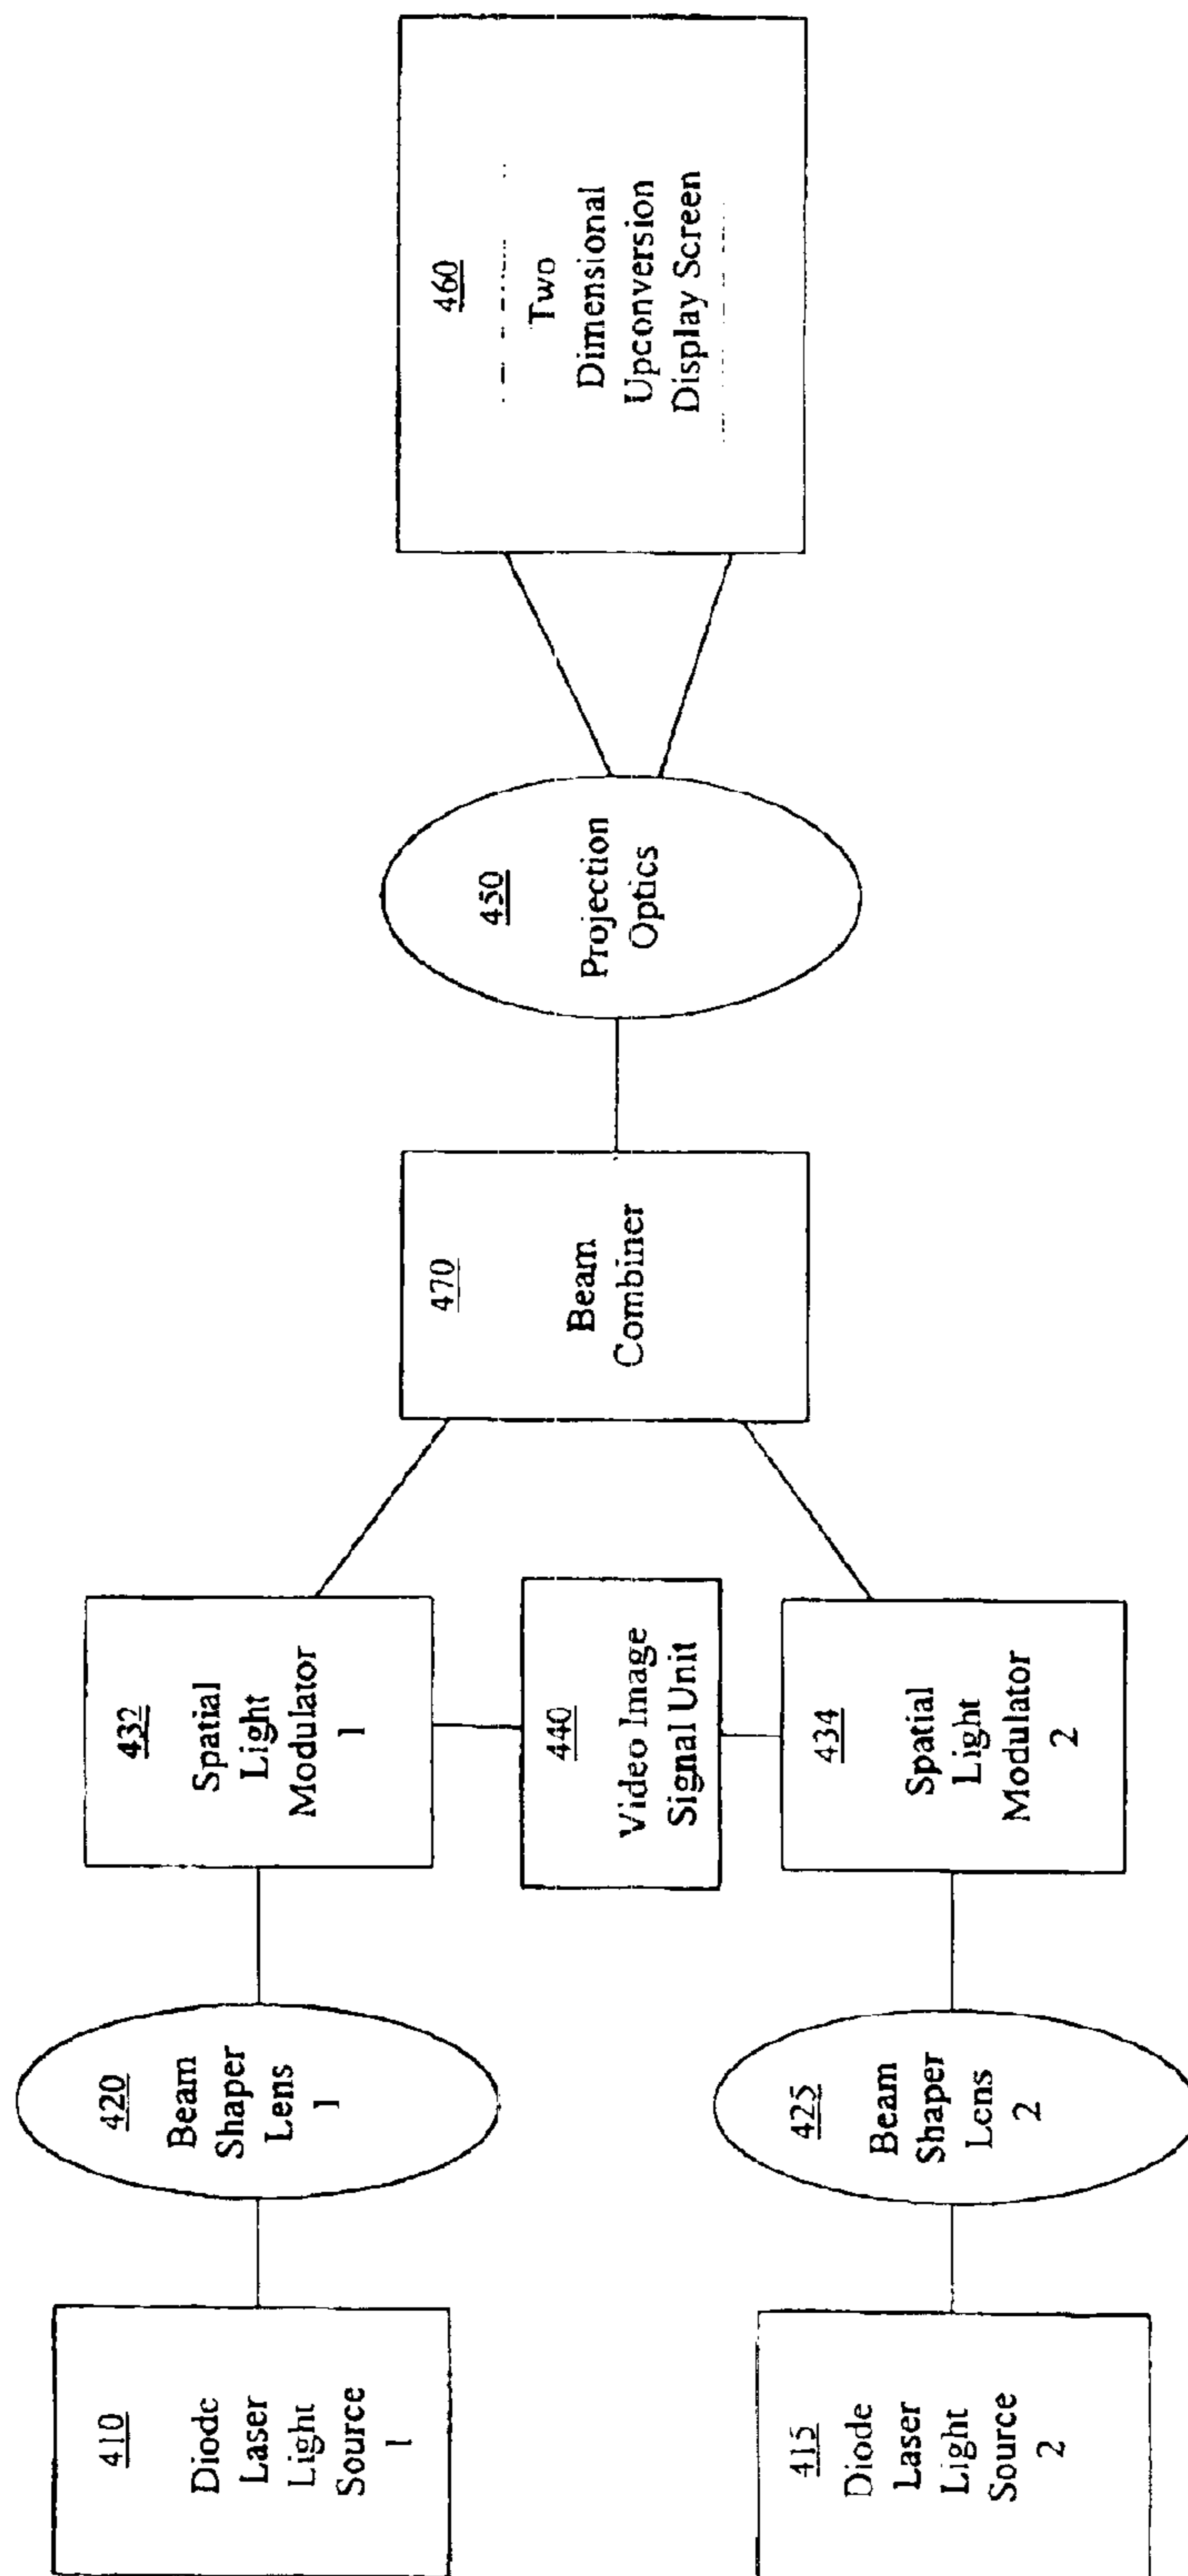 410
Diode
Laser
Light
Source
1
420
Beam
Shaper
Lens
1
432
Spatial
Light
Modulator
1
440
Video Image
Signal Unit
415
Diode
Laser
Light
Source
2
425
Beam
Shaper
Lens
2
434
Spatial
Light
Modulator
2
470
Beam
Combiner
450
Projection
Optics
460
Two
Dimensional
Upconversion
Display Screen